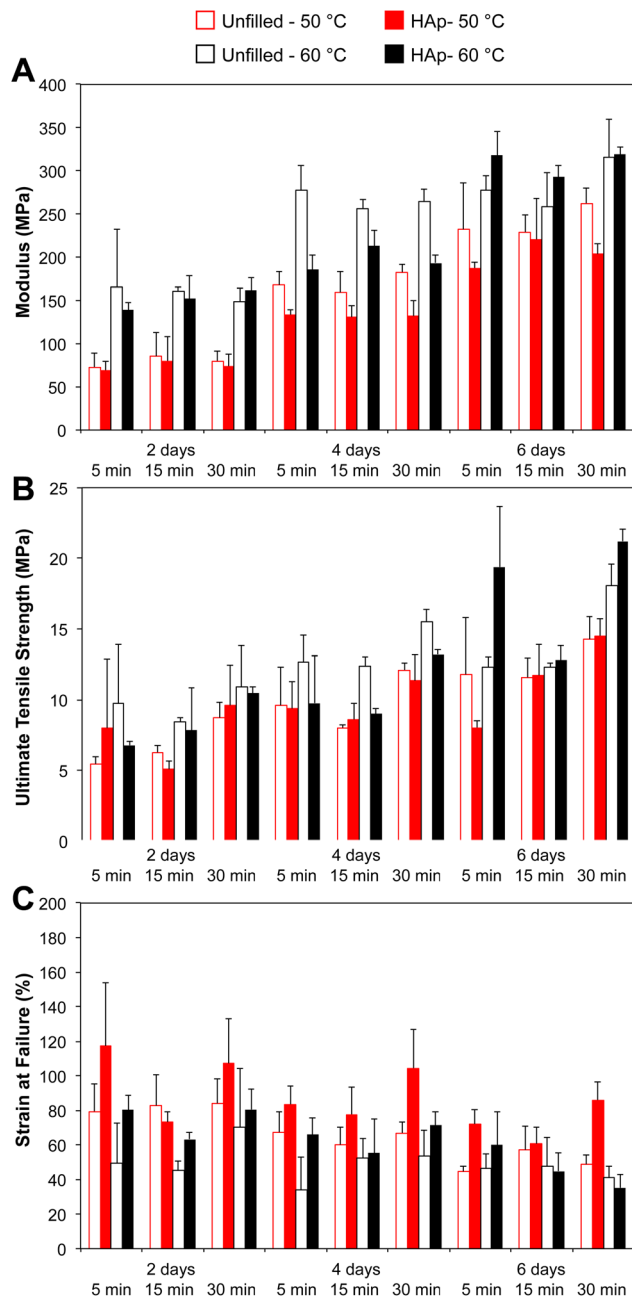 Unfilled - 50 °C HAp- 50 °C
Unfilled - 60 °C HAp- 60 °C
A
Modulus (MPa)
400
350
300
250
200
150
100
50
0
2 days 4 days 6 days
5 min 15 min 30 min 5 min 15 min 30 min 5 min 15 min 30 min
B
Ultimate Tensile Strength (MPa)
25
20
15
10
5
0
2 days 4 days 6 days
5 min 15 min 30 min 5 min 15 min 30 min 5 min 15 min 30 min
C
Strain at Failure (%)
200
180
160
140
120
100
80
60
40
20
0
2 days 4 days 6 days
5 min 15 min 30 min 5 min 15 min 30 min 5 min 15 min 30 min